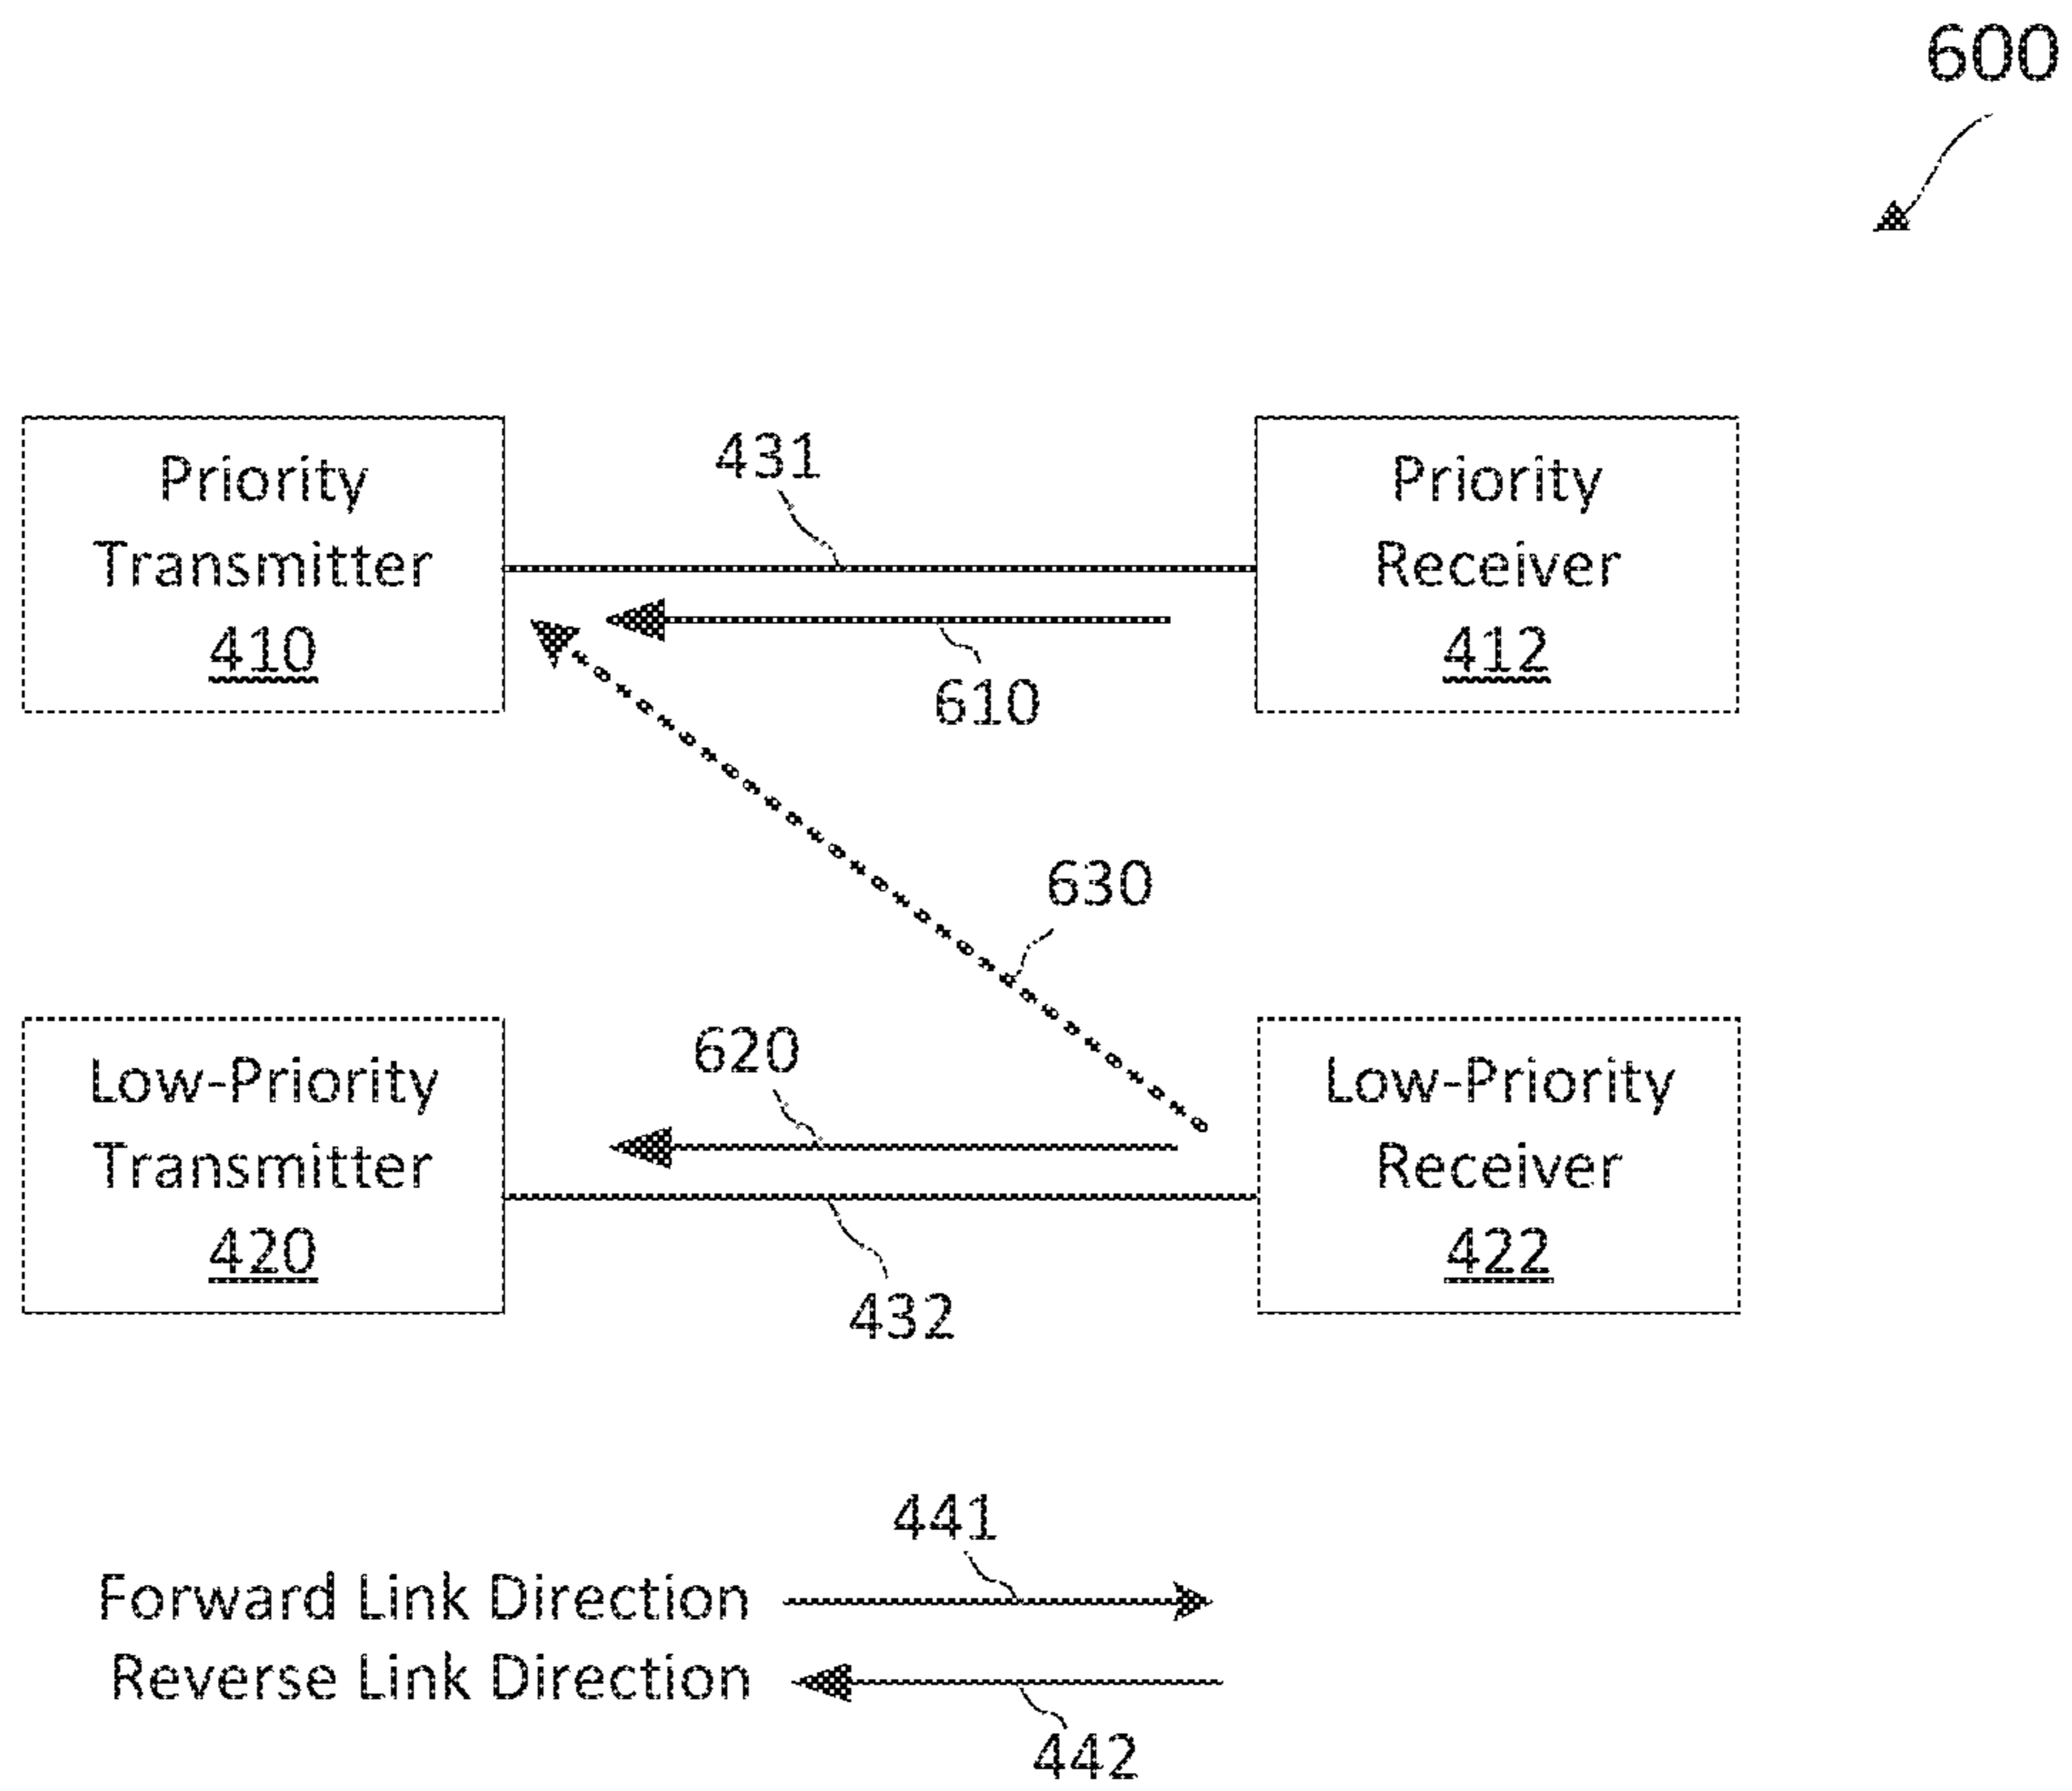 600
431
Priority
Transmitter
410
Priority
Receiver
412
610
630
620
Low-Priority
Transmitter
420
Low-Priority
Receiver
422
432
441
Forward Link Direction
Reverse Link Direction
442